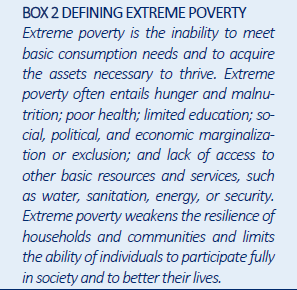 BOX 2 DEFINING EXTREME POVERTY
Extreme poverty is the inability to meet
basic consumption needs and to acquire
the assets necessary to thrive. Extreme
poverty often entails hunger and malnu-
trition; poor health; limited education; so-
cial, political, and economic marginaliza-
tion or exclusion; and lack of access to
other basic resources and services, such
as water, sanitation, energy, or security.
Extreme poverty weakens the resilience of
households and communities and limits
the ability of individuals to participate fully
in society and to better their lives.